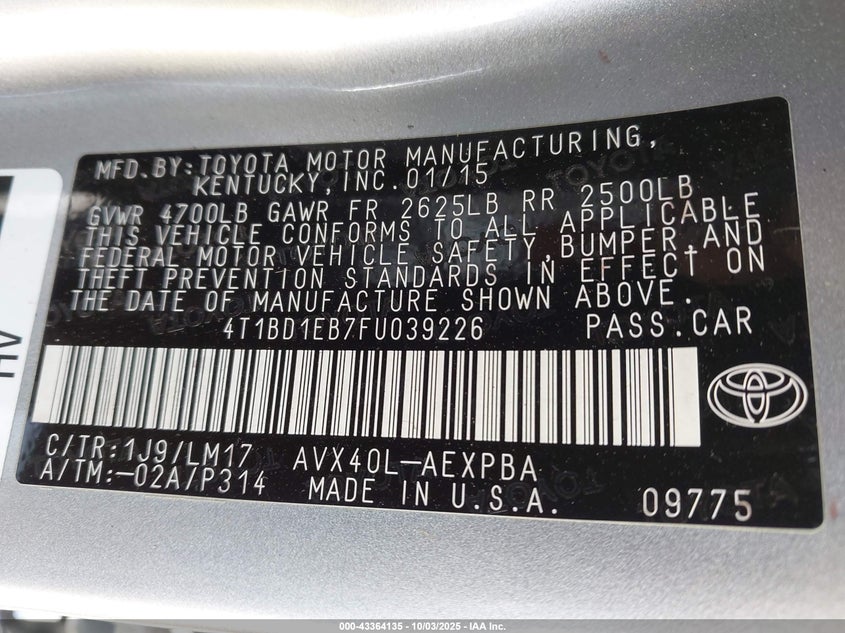 MFD.BY:TOYOTA MOTOR MANUFACTURING,
KENTUCKY,INC.01/15
GVWR 4700LB GAWR FR 2625LB RR 2500LB
THIS VEHICLE CONFORMS TO ALL APPLICABLE
FEDERAL MOTOR VEHICLE SAFETY,BUMPER,AND
THEFT PREVENTION STANDARDS IN EFFECT ON
THE DATE OF MANUFACTURE SHOWN ABOVE.
4T1BD1EB7FU039226 PASS.CAR
C/TR:1J9/LM17 AVX40L-AEXPBA
A/TM:-02A/P314 MADE IN U.S.A. 09775
HV
000-43364135 - 10/03/2025 - IAA Inc.